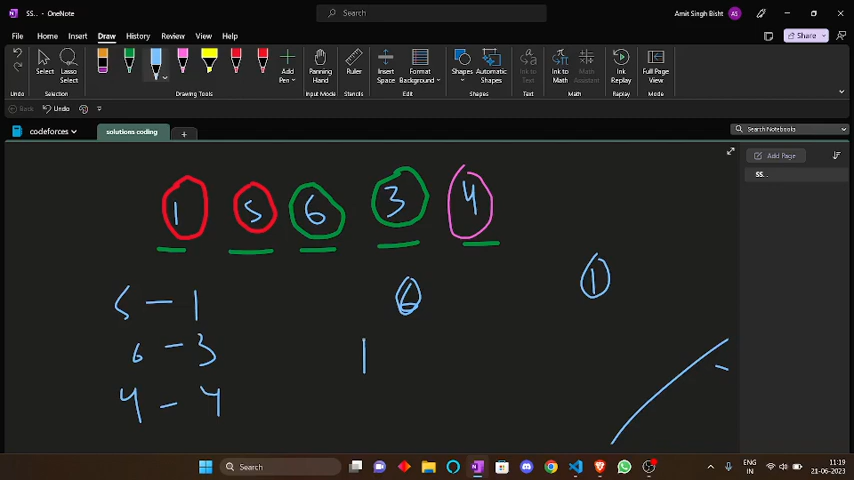 SS.. - OneNote
Search
Amit Singh Bisht
AS
File Home Insert Draw History Review View Help
Share
Undo
Select
Lasso Select
Add Pen
Panning Hand
Ruler
Insert Space
Format Background
Shapes
Automatic Shapes
Ink to Text
Ink to Math
Math Assistant
Ink Replay
Full Page View
Undo Selection Drawing Tools Input Mode Stencils Edit Shapes Text Math Replay Mode
Back Undo
codeforces
solutions coding
Search Notebooks
Add Page
SS..
1 5 6 3 4
5 - 1
6 - 3
4 - 4
6
1
1
Search
ENG
IN
11:19
21-06-2023